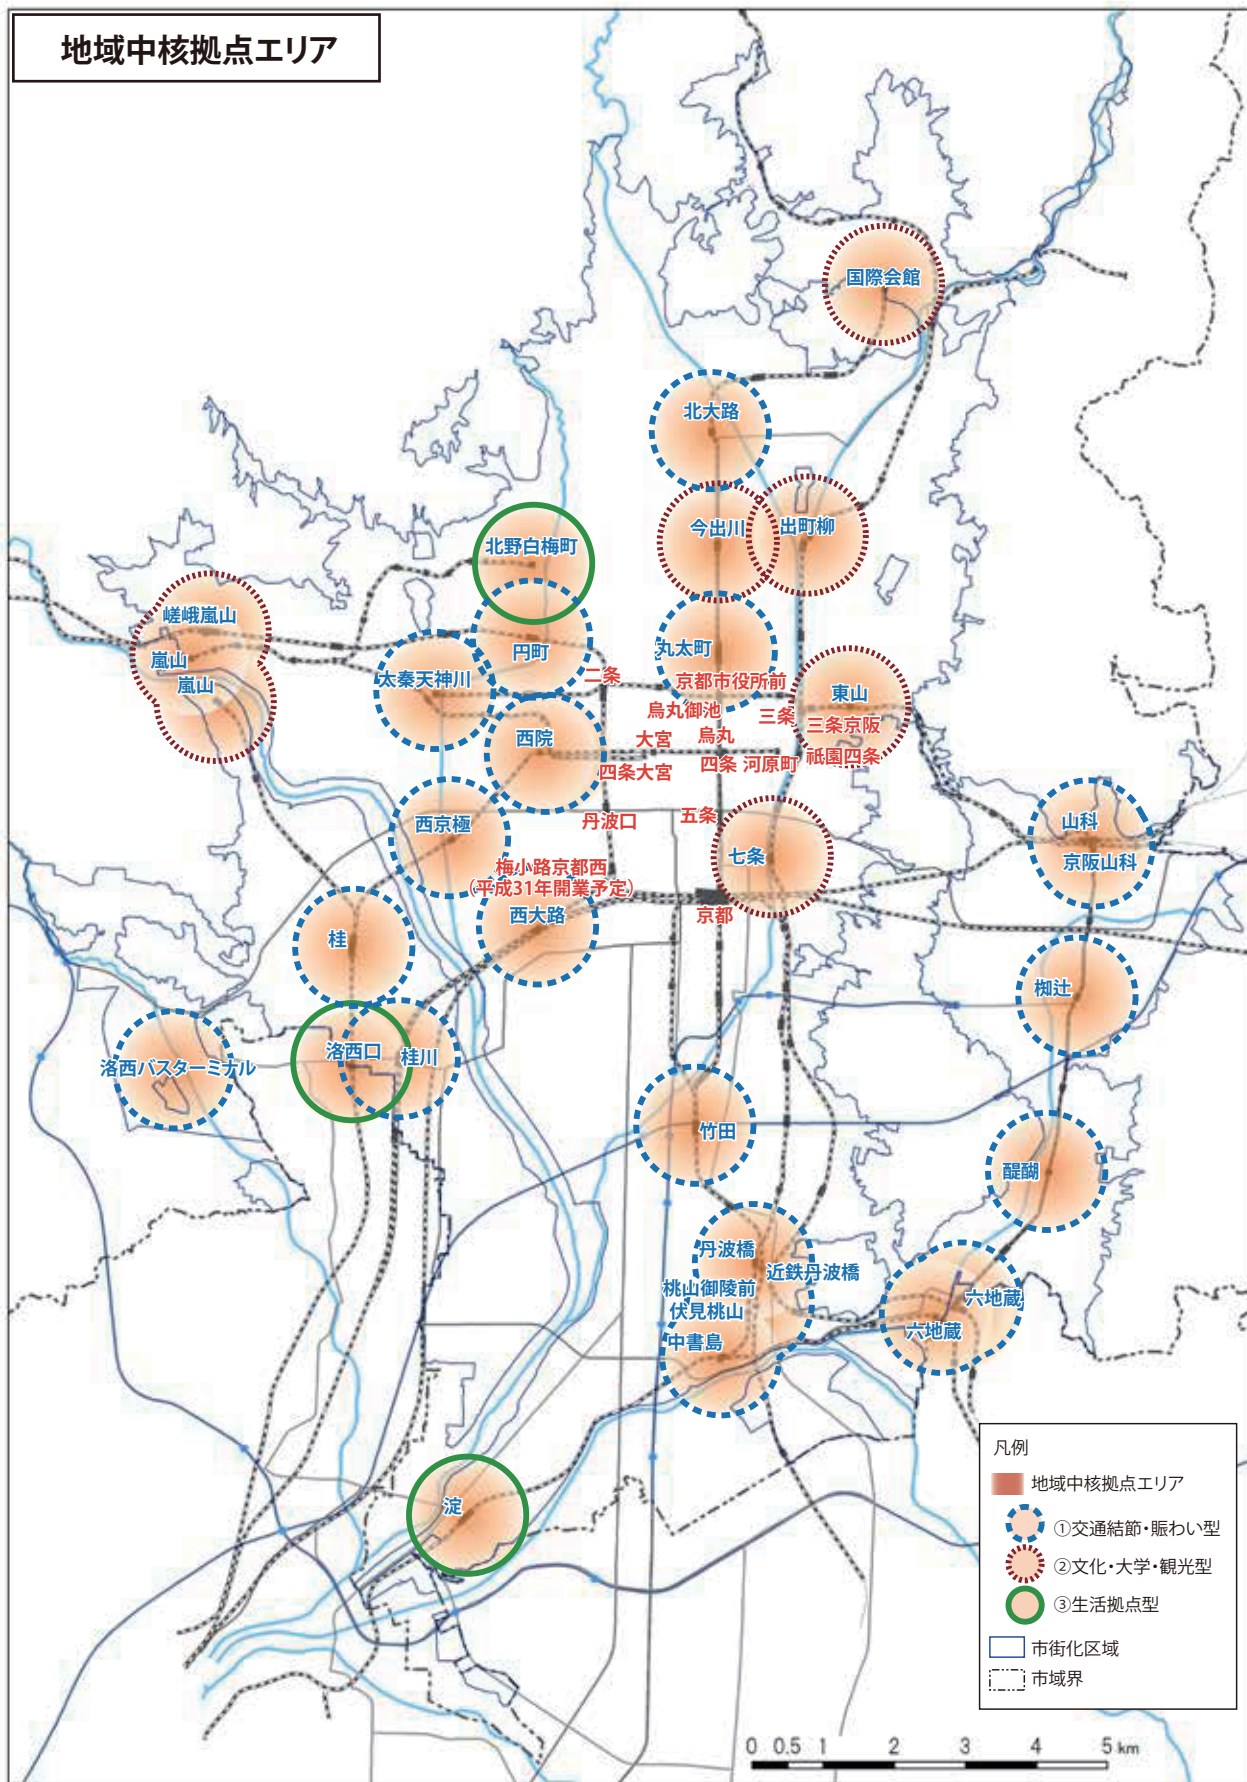 地域中核拠点エリア
国際会館
北大路
今出川
出町柳
北野白梅町
嵯峨嵐山
嵐山
嵐山
円町
丸太町
太秦天神川
二条
京都市役所前
東山
烏丸御池
三条
三条京阪
西院
大宮
烏丸
四条大宮
四条
河原町
祇園四条
西京極
丹波口
五条
山科
京阪山科
七条
梅小路京都西
(平成31年開業予定)
西大路
京都
桂
椥辻
洛西口
桂川
洛西バスターミナル
竹田
醍醐
丹波橋
近鉄丹波橋
桃山御陵前
伏見桃山
中書島
六地蔵
六地蔵
淀
凡例
地域中核拠点エリア
①交通結節・賑わい型
②文化・大学・観光型
③生活拠点型
市街化区域
市域界
0 0.5 1 2 3 4 5 km